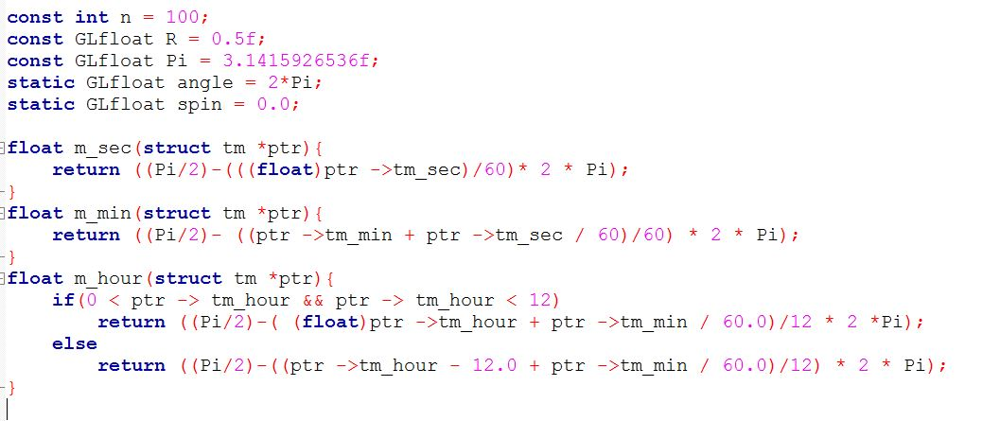 const int n = 100;
const GLfloat R = 0.5f;
const GLfloat Pi = 3.1415926536f;
static GLfloat angle = 2*Pi;
static GLfloat spin = 0.0;

float m_sec(struct tm *ptr){
    return ((Pi/2)-(((float)ptr ->tm_sec)/60)* 2 * Pi);
}
float m_min(struct tm *ptr){
    return ((Pi/2)- ((ptr ->tm_min + ptr ->tm_sec / 60)/60) * 2 * Pi);
}
float m_hour(struct tm *ptr){
    if(0 < ptr -> tm_hour && ptr -> tm_hour < 12)
        return ((Pi/2)-( (float)ptr ->tm_hour + ptr ->tm_min / 60.0)/12 * 2 *Pi);
    else
        return ((Pi/2)-((ptr ->tm_hour - 12.0 + ptr ->tm_min / 60.0)/12) * 2 * Pi);
}